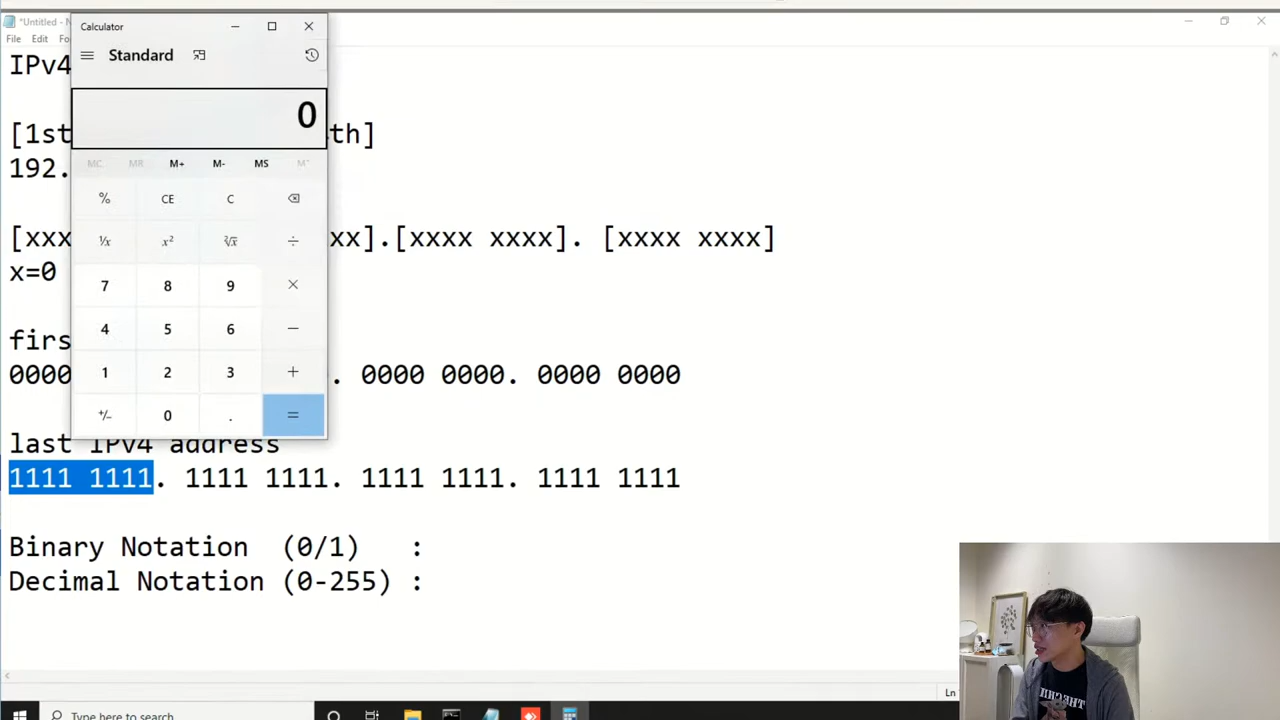 *Untitled - N
File Edit Fo
Calculator
Standard
0
MC MR M+ M- MS M˅
% CE C
¹/x x² ²√x ÷
7 8 9 ×
4 5 6 −
1 2 3 +
+/- 0 . =
IPv4
[1st th]
192.
[xxx xx].[xxxx xxxx]. [xxxx xxxx]
x=0
firs
0000 . 0000 0000. 0000 0000
last IPv4 address
1111 1111. 1111 1111. 1111 1111. 1111 1111
Binary Notation (0/1) :
Decimal Notation (0-255) :
Ln
Type here to search